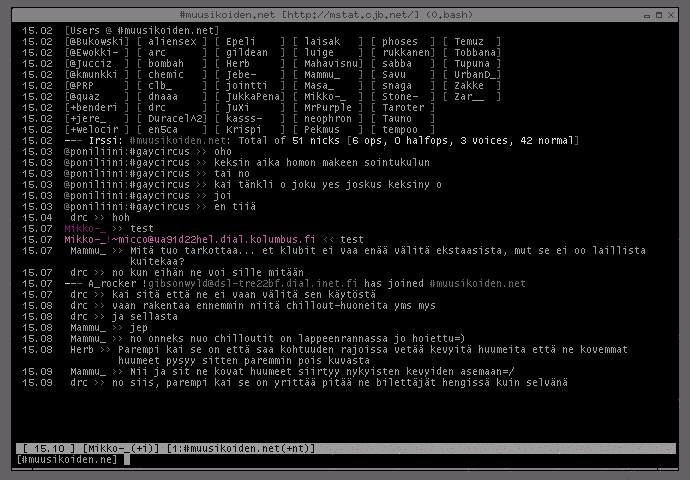 #muusikoiden.net [http://mstat.cjb.net/] (0.bash)
15.02 [Users @ #muusikoiden.net]
15.02 [@Bukowski] [ aliensex ] [ Epeli ] [ laisak ] [ phoses ] [ Temuz ]
15.02 [@Ewokki- ] [ arc ] [ gildean ] [ luige ] [ rukkanen] [ Tobbana]
15.02 [@Jucciz ] [ bombah ] [ Herb ] [ Mahavisnu] [ sabba ] [ Tupuna ]
15.02 [@kmunkki ] [ chemic ] [ Jebe- ] [ Mammu_ ] [ Savu ] [ UrbanD_]
15.02 [@PRP ] [ clb_ ] [ jointti ] [ Masa_ ] [ snaga ] [ Zakke ]
15.02 [@quaz ] [ dnaaa ] [ JukkaPena] [ Mikko-_ ] [ Stone- ] [ Zar__ ]
15.02 [+benderi ] [ drc ] [ JuXi ] [ MrPurple ] [ Taroter ]
15.02 [+jere_ ] [ Duracel^2] [ kasss- ] [ neophron ] [ Tauno ]
15.02 [+welocir ] [ en5ca ] [ Krispi ] [ Pekmus ] [ tempoo ]
15.02 --- Irssi: #muusikoiden.net: Total of 51 nicks [6 ops, 0 halfops, 3 voices, 42 normal]
15.03 @poniliini:#gaycircus >> oho
15.03 @poniliini:#gaycircus >> keksin aika homon makeen sointukulun
15.03 @poniliini:#gaycircus >> tai no
15.03 @poniliini:#gaycircus >> kai tänkli o joku yes joskus keksiny o
15.03 @poniliini:#gaycircus >> joi
15.03 @poniliini:#gaycircus >> en tiiä
15.04 drc >> hoh
15.07 Mikko-_ >> test
15.07 Mikko-_!~micco@ua91d22hel.dial.kolumbus.fi << test
15.07 Mammu_ >> Mitä tuo tarkottaa... et klubit ei vaa enää välitä ekstaasista, mut se ei oo laillista
kuitekaa?
15.07 drc >> no kun eihän ne voi sille mitään
15.07 --- A_rocker !gibsonwyld@dsl-tre22bf.dial.inet.fi has joined #muusikoiden.net
15.07 drc >> kai sitä että ne ei vaan välitä sen käytöstä
15.08 drc >> vaan rakentaa ennemmin niitä chillout-huoneita yms mys
15.08 drc >> ja sellasta
15.08 Mammu_ >> jep
15.08 Mammu_ >> no onneks nuo chilloutit on lappeenrannassa jo hoiettu=)
15.08 Herb >> Parempi kai se on että saa kohtuuden rajoissa vetää kevyitä huumeita että ne kovemmat
huumeet pysyy sitten paremmin pois kuvasta
15.09 Mammu_ >> Nii ja sit ne kovat huumeet siirtyy nykyisten kevyiden asemaan=/
15.09 drc >> no siis, parempi kai se on yrittää pitää ne bilettäjät hengissä kuin selvänä
[ 15.10 ] [Mikko-_(+i)] [1:#muusikoiden.net(+nt)]
[#muusikoiden.ne]